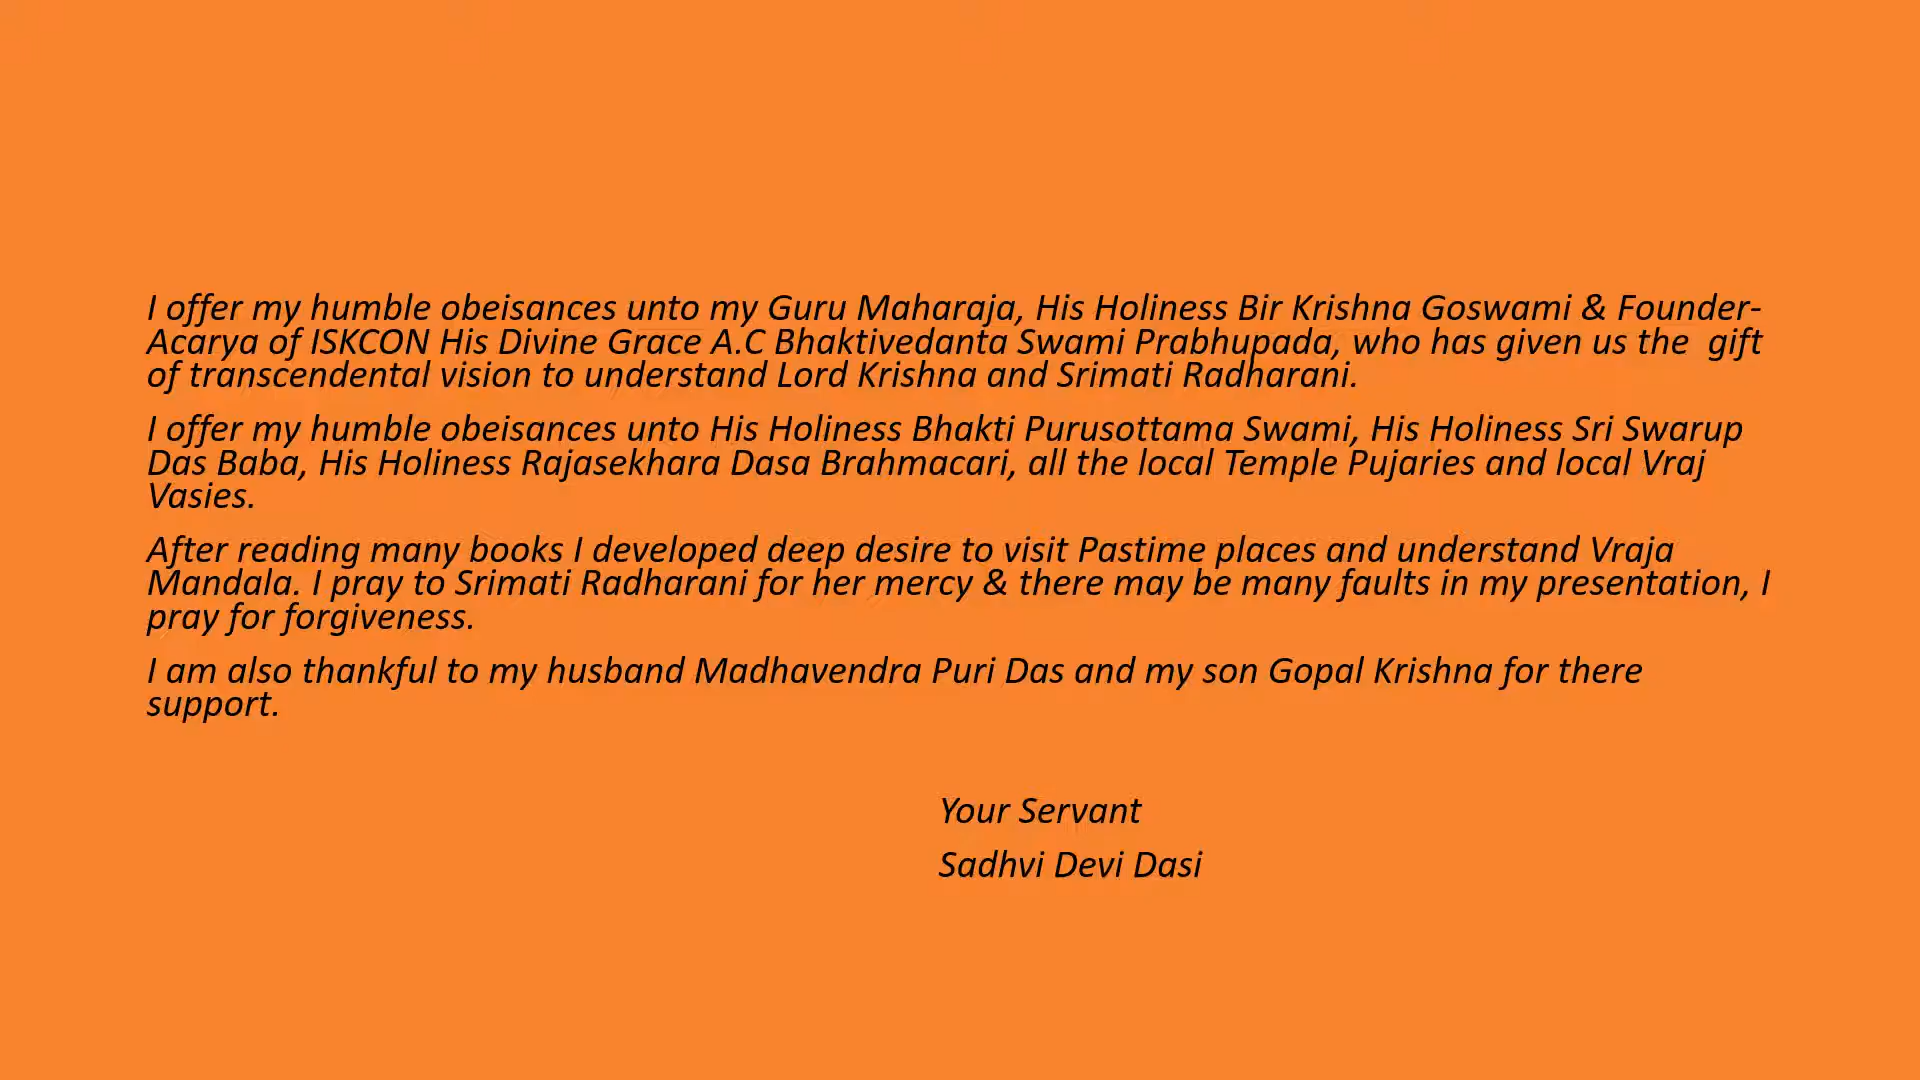 I offer my humble obeisances unto my Guru Maharaja, His Holiness Bir Krishna Goswami & Founder-
Acarya of ISKCON His Divine Grace A.C Bhaktivedanta Swami Prabhupada, who has given us the  gift
of transcendental vision to understand Lord Krishna and Srimati Radharani.
I offer my humble obeisances unto His Holiness Bhakti Purusottama Swami, His Holiness Sri Swarup
Das Baba, His Holiness Rajasekhara Dasa Brahmacari, all the local Temple Pujaries and local Vraj
Vasies.
After reading many books I developed deep desire to visit Pastime places and understand Vraja
Mandala. I pray to Srimati Radharani for her mercy & there may be many faults in my presentation, I
pray for forgiveness.
I am also thankful to my husband Madhavendra Puri Das and my son Gopal Krishna for there
support.
Your Servant
Sadhvi Devi Dasi